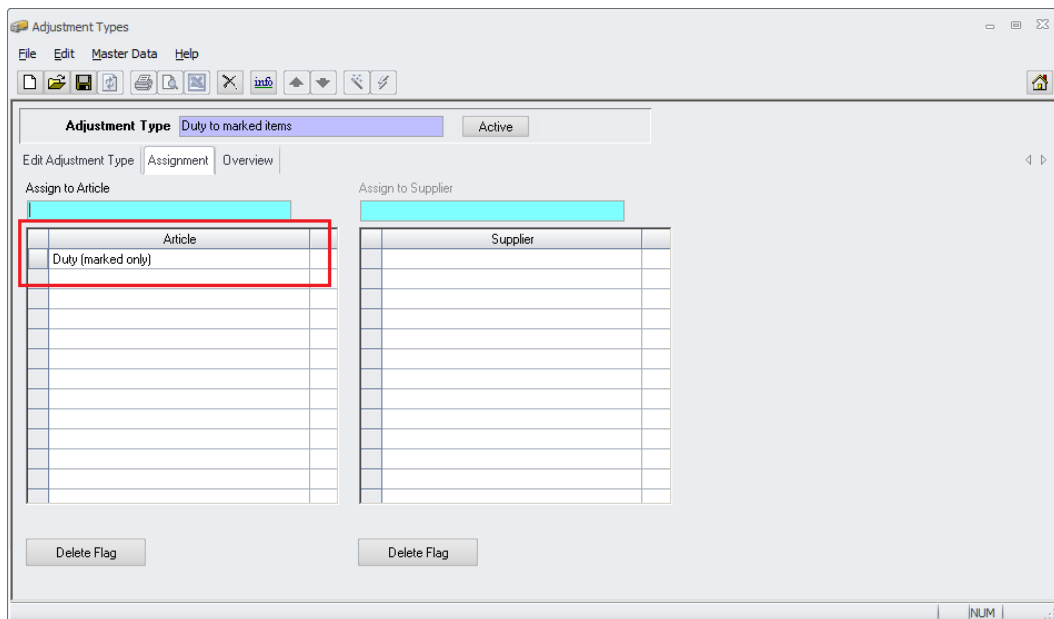 Adjustment Types
File Edit Master Data Help
info
Adjustment Type Duty to marked items Active
Edit Adjustment Type Assignment Overview
Assign to Article Assign to Supplier
Article Supplier
Duty (marked only)
Delete Flag Delete Flag
NUM